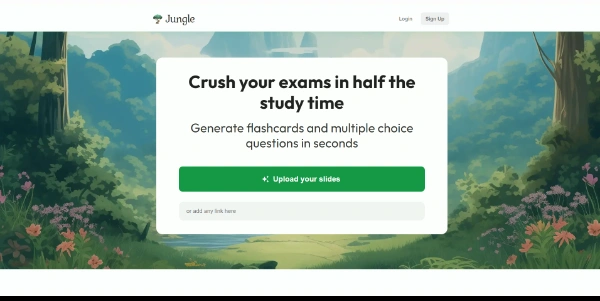 Jungle
Login
Sign Up
Crush your exams in half the
study time
Generate flashcards and multiple choice
questions in seconds
Upload your slides
or add any link here